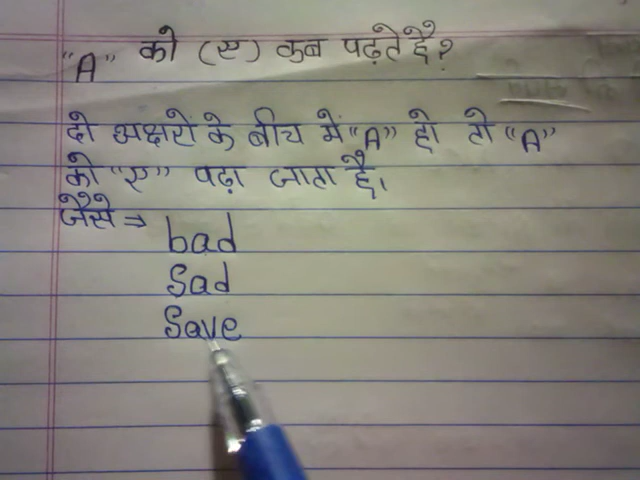 "A" को (ए) कब पढ़ते है?
दो अक्षरो के बीच में "A" हो तो "A"
को "ए" पढ़ा जाता है।
जैसे ⇒ bad
Sad
Save